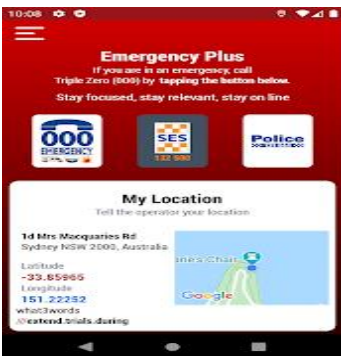 10:08
Emergency Plus
If you are in an emergency, call
Triple Zero (000) by tapping the button below.
Stay focused, stay relevant, stay on line
000
EMERGENCY
SES
132 500
Police
My Location
Tell the operator your location
1d Mrs Macquaries Rd
Sydney NSW 2000, Australia
Latitude
-33.85965
Longitude
151.22252
what3words
///extend.trials.during
Chair
Google